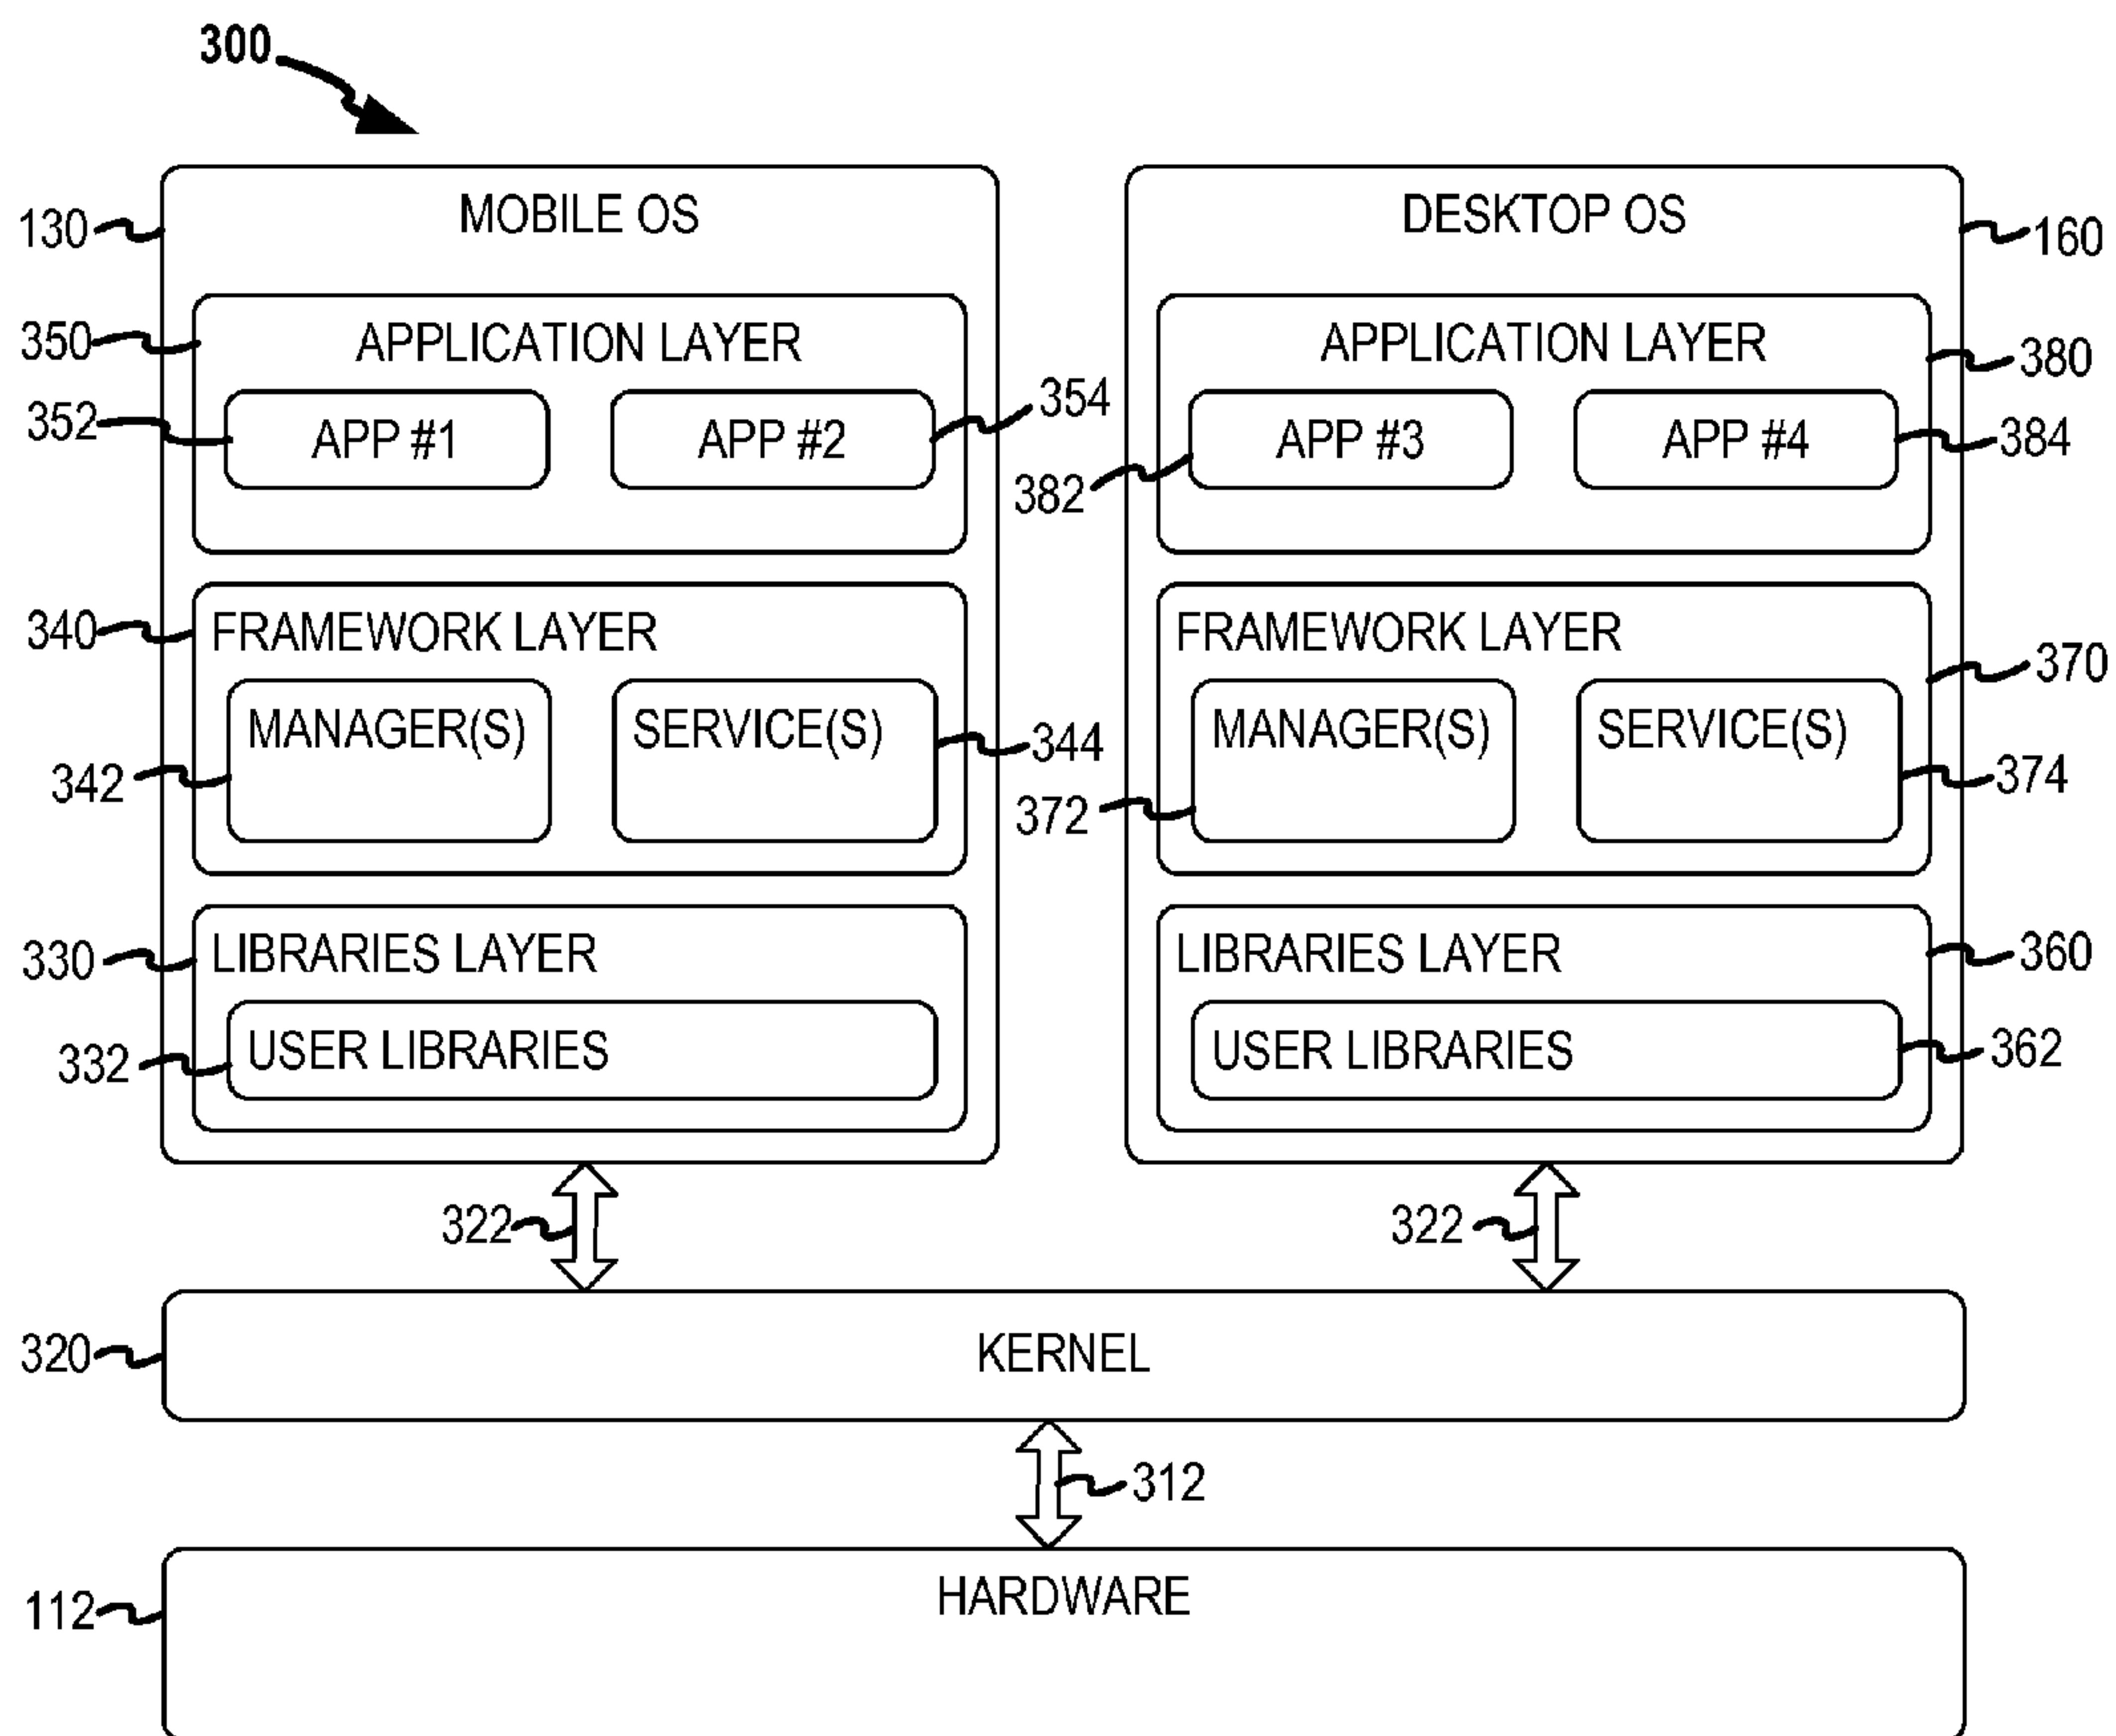 300
MOBILE OS
DESKTOP OS
130
160
350
APPLICATION LAYER
APPLICATION LAYER
380
352
APP #1
APP #2
354
382
APP #3
APP #4
384
340
FRAMEWORK LAYER
FRAMEWORK LAYER
370
342
MANAGER(S)
SERVICE(S)
344
372
MANAGER(S)
SERVICE(S)
374
330
LIBRARIES LAYER
LIBRARIES LAYER
360
332
USER LIBRARIES
USER LIBRARIES
362
322
322
320
KERNEL
312
112
HARDWARE